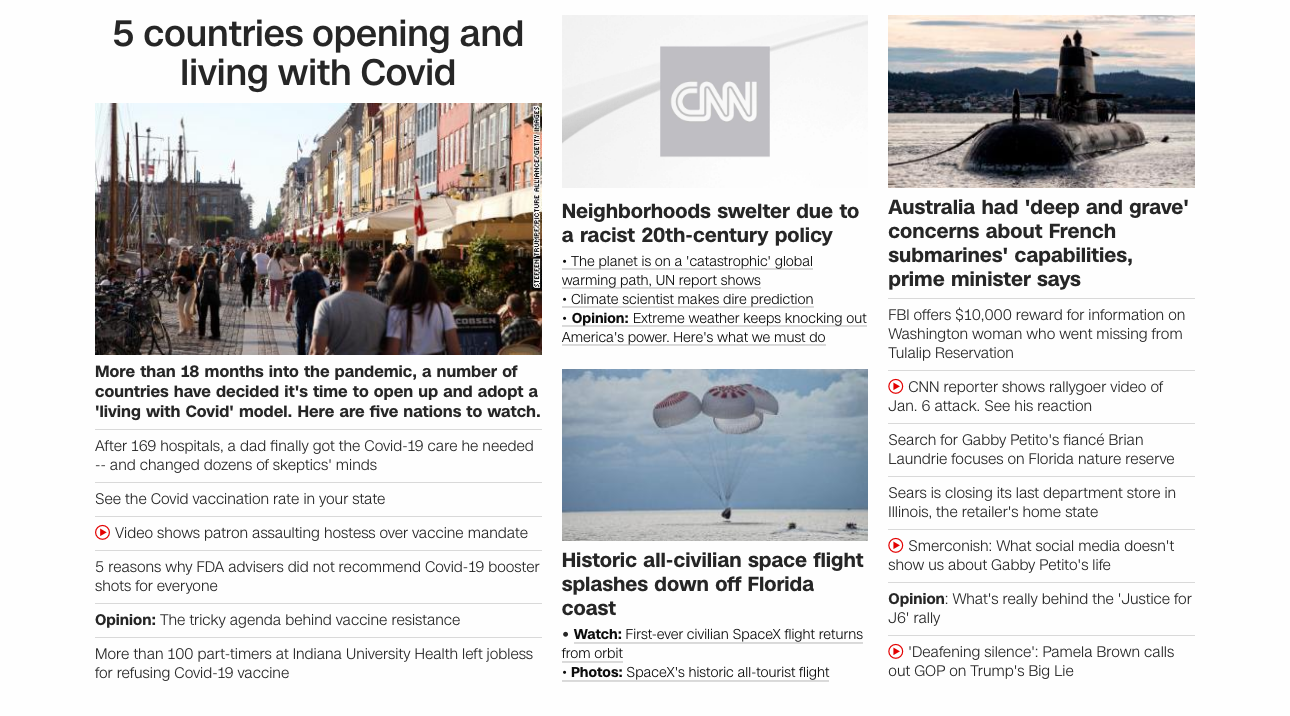 5 countries opening and
living with Covid
STEFFEN TRUMPF/PICTURE ALLIANCE/GETTY IMAGES
COBSEN
More than 18 months into the pandemic, a number of
countries have decided it's time to open up and adopt a
'living with Covid' model. Here are five nations to watch.
After 169 hospitals, a dad finally got the Covid-19 care he needed
-- and changed dozens of skeptics' minds
See the Covid vaccination rate in your state
Video shows patron assaulting hostess over vaccine mandate
5 reasons why FDA advisers did not recommend Covid-19 booster
shots for everyone
Opinion: The tricky agenda behind vaccine resistance
More than 100 part-timers at Indiana University Health left jobless
for refusing Covid-19 vaccine
CNN
Neighborhoods swelter due to
a racist 20th-century policy
• The planet is on a 'catastrophic' global
warming path, UN report shows
• Climate scientist makes dire prediction
• Opinion: Extreme weather keeps knocking out
America's power. Here's what we must do
Historic all-civilian space flight
splashes down off Florida
coast
• Watch: First-ever civilian SpaceX flight returns
from orbit
• Photos: SpaceX's historic all-tourist flight
Australia had 'deep and grave'
concerns about French
submarines' capabilities,
prime minister says
FBI offers $10,000 reward for information on
Washington woman who went missing from
Tulalip Reservation
CNN reporter shows rallygoer video of
Jan. 6 attack. See his reaction
Search for Gabby Petito's fiancé Brian
Laundrie focuses on Florida nature reserve
Sears is closing its last department store in
Illinois, the retailer's home state
Smerconish: What social media doesn't
show us about Gabby Petito's life
Opinion: What's really behind the 'Justice for
J6' rally
'Deafening silence': Pamela Brown calls
out GOP on Trump's Big Lie